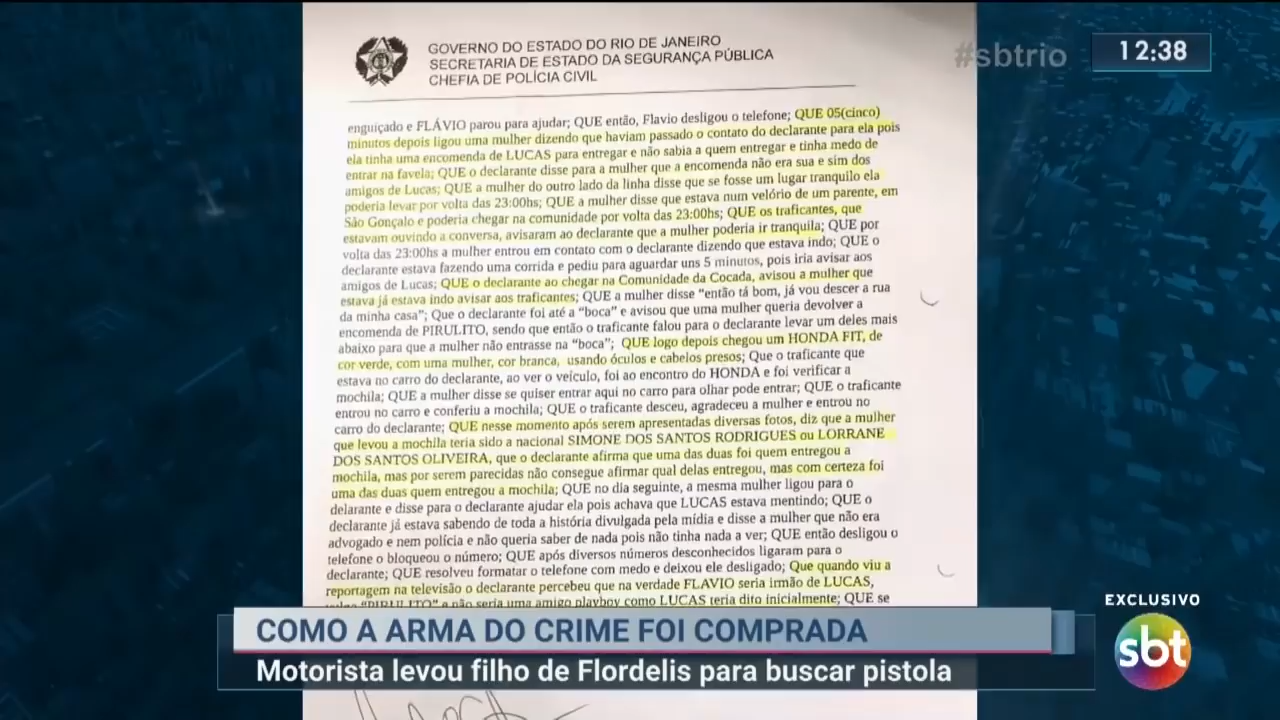 GOVERNO DO ESTADO DO RIO DE JANEIRO
SECRETARIA DE ESTADO DA SEGURANÇA PÚBLICA
CHEFIA DE POLÍCIA CIVIL
#sbtrio
12:38
enguiçado e FLÁVIO parou para ajudar; QUE então, Flavio desligou o telefone; QUE 05(cinco)
minutos depois ligou uma mulher dizendo que haviam passado o contato do declarante para ela pois
ela tinha uma encomenda de LUCAS para entregar e não sabia a quem entregar e tinha medo de
entrar na favela; QUE o declarante disse para a mulher que a encomenda não era sua e sim dos
amigos de Lucas; QUE a mulher do outro lado da linha disse que se fosse um lugar tranquilo ela
poderia levar por volta das 23:00hs; QUE a mulher disse que estava num velório de um parente, em
São Gonçalo e poderia chegar na comunidade por volta das 23:00hs; QUE os traficantes, que
estavam ouvindo a conversa, avisaram ao declarante que a mulher poderia ir tranquila; QUE por
volta das 23:00hs a mulher entrou em contato com o declarante dizendo que estava indo; QUE o
declarante estava fazendo uma corrida e pediu para aguardar uns 5 minutos, pois iria avisar aos
amigos de Lucas; QUE o declarante ao chegar na Comunidade da Cocada, avisou a mulher que
estava já estava indo avisar aos traficantes; QUE a mulher disse "então tá bom, já vou descer a rua
da minha casa"; Que o declarante foi até a "boca" e avisou que uma mulher queria devolver a
encomenda de PIRULITO, sendo que então o traficante falou para o declarante levar um deles mais
abaixo para que a mulher não entrasse na "boca"; QUE logo depois chegou um HONDA FIT, de
cor verde, com uma mulher, cor branca, usando óculos e cabelos presos; Que o traficante que
estava no carro do declarante, ao ver o veículo, foi ao encontro do HONDA e foi verificar a
mochila; QUE a mulher disse se quiser entrar aqui no carro para olhar pode entrar; QUE o traficante
entrou no carro e conferiu a mochila; QUE o traficante desceu, agradeceu a mulher e entrou no
carro do declarante; QUE nesse momento após serem apresentadas diversas fotos, diz que a mulher
que levou a mochila teria sido a nacional SIMONE DOS SANTOS RODRIGUES ou LORRANE
DOS SANTOS OLIVEIRA, que o declarante afirma que uma das duas foi quem entregou a
mochila, mas por serem parecidas não consegue afirmar qual delas entregou, mas com certeza foi
uma das duas quem entregou a mochila; QUE no dia seguinte, a mesma mulher ligou para o
delarante e disse para o declarante ajudar ela pois achava que LUCAS estava mentindo; QUE o
declarante já estava sabendo de toda a história divulgada pela mídia e disse a mulher que não era
advogado e nem polícia e não queria saber de nada pois não tinha nada a ver; QUE então desligou o
telefone o bloqueou o número; QUE após diversos números desconhecidos ligaram para o
declarante; QUE resolveu formatar o telefone com medo e deixou ele desligado; Que quando viu a
reportagem na televisão o declarante percebeu que na verdade FLAVIO seria irmão de LUCAS,
"PIRULITO" e não seria uma amigo playboy como LUCAS teria dito inicialmente; QUE se
COMO A ARMA DO CRIME FOI COMPRADA
Motorista levou filho de Flordelis para buscar pistola
EXCLUSIVO
sbt